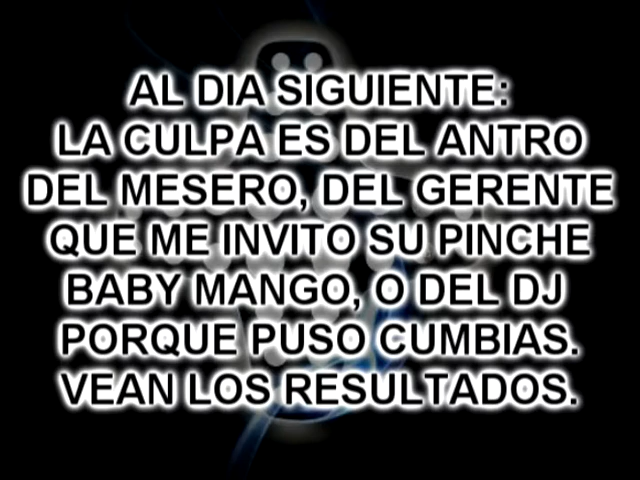 AL DIA SIGUIENTE:
LA CULPA ES DEL ANTRO
DEL MESERO, DEL GERENTE
QUE ME INVITO SU PINCHE
BABY MANGO, O DEL DJ
PORQUE PUSO CUMBIAS.
VEAN LOS RESULTADOS.